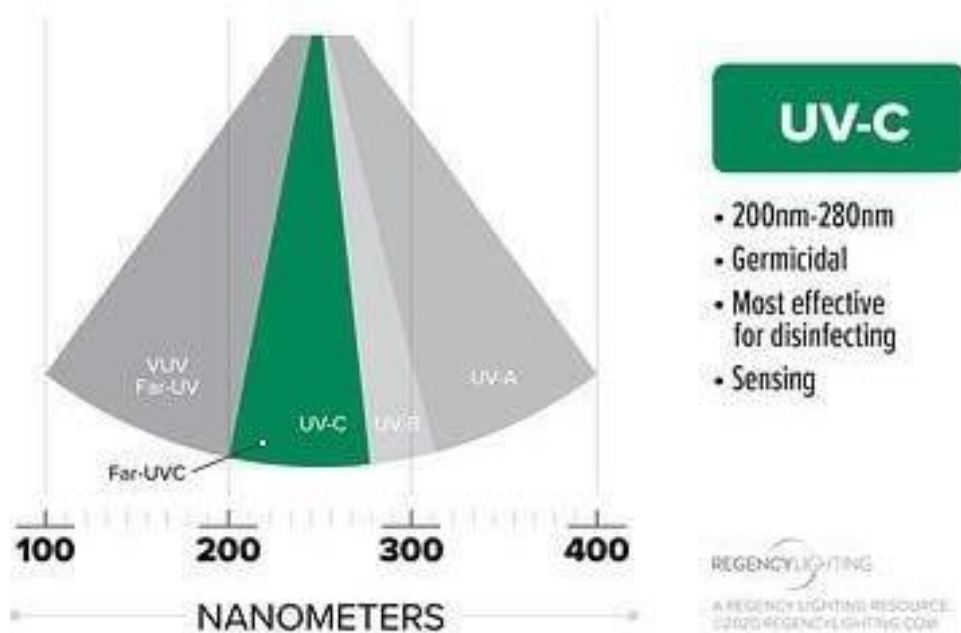 VUV
Far-UV
UV-C
UV-B
UV-A
Far-UVC
100
200
300
400
NANOMETERS
UV-C
• 200nm-280nm
• Germicidal
• Most effective
for disinfecting
• Sensing
REGENCYLIGHTING
A REGENCY LIGHTING RESOURCE
©2020 REGENCYLIGHTING.COM